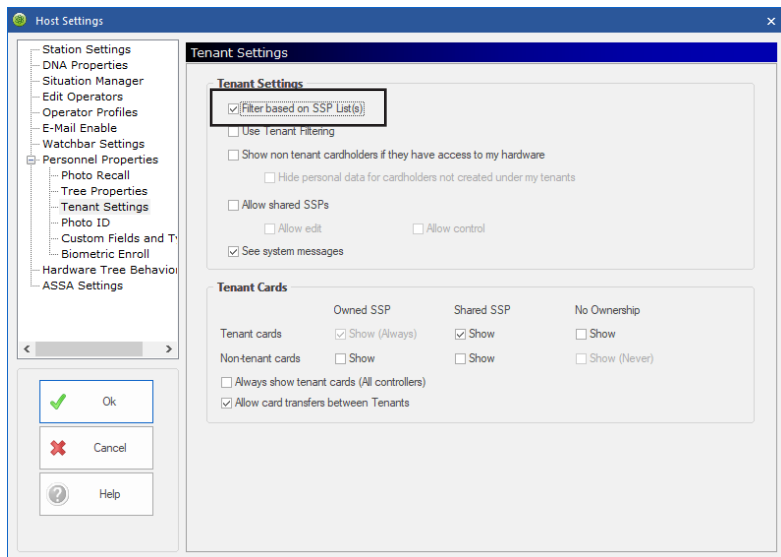 Host Settings
Station Settings
DNA Properties
Situation Manager
Edit Operators
Operator Profiles
E-Mail Enable
Watchbar Settings
Personnel Properties
Photo Recall
Tree Properties
Tenant Settings
Photo ID
Custom Fields and T
Biometric Enroll
Hardware Tree Behavio
ASSA Settings
Ok
Cancel
Help
Tenant Settings
Tenant Settings
Filter based on SSP List(s)
Use Tenant Filtering
Show non tenant cardholders if they have access to my hardware
Hide personal data for cardholders not created under my tenants
Allow shared SSPs
Allow edit Allow control
See system messages
Tenant Cards
Owned SSP Shared SSP No Ownership
Tenant cards Show (Always) Show Show
Non-tenant cards Show Show Show (Never)
Always show tenant cards (All controllers)
Allow card transfers between Tenants